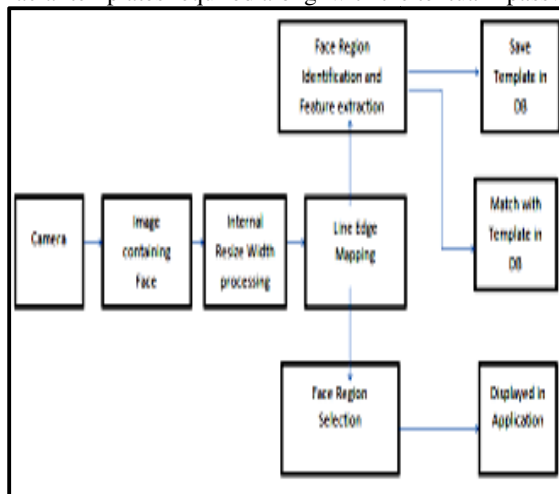 Face Region
Identification and
Feature extraction
Save
Template in
DB
Camera
Image
containing
Face
Internal
Resize Width
processing
Line Edge
Mapping
Match with
Template in
DB
Face Region
Selection
Displayed in
Application